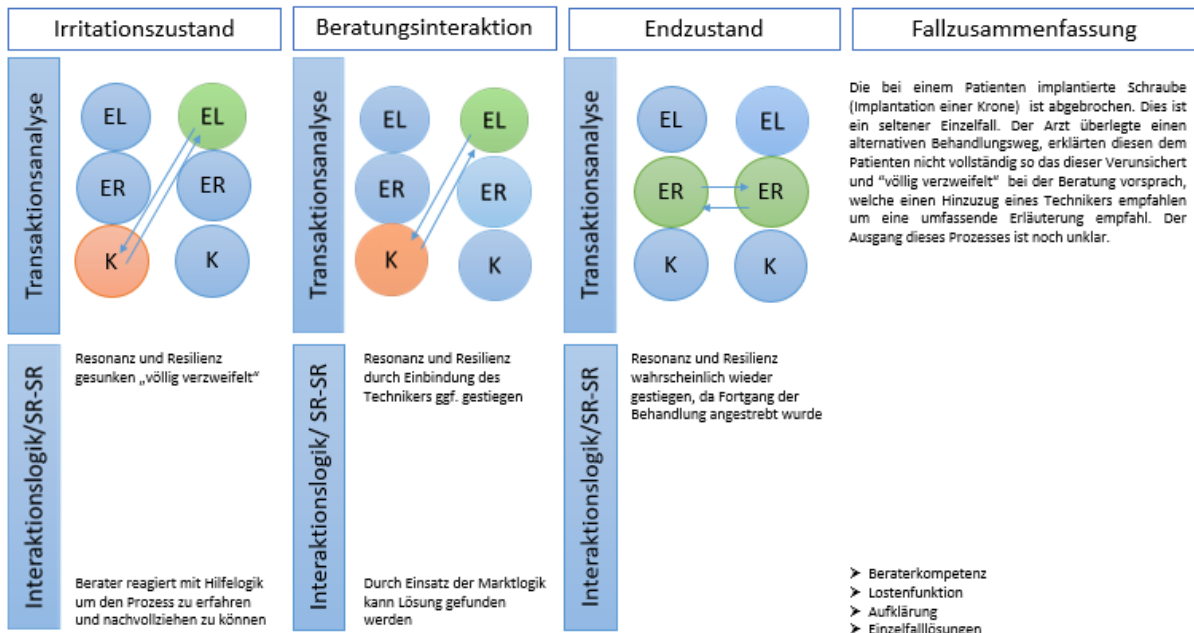 Irritationszustand
Beratungsinteraktion
Endzustand
Fallzusammenfassung
Transaktionsanalyse
EL
EL
ER
ER
K
K
Transaktionsanalyse
EL
EL
ER
ER
K
K
Transaktionsanalyse
EL
EL
ER
ER
K
K
Die bei einem Patienten implantierte Schraube
(Implantation einer Krone) ist abgebrochen. Dies ist
ein seltener Einzelfall. Der Arzt überlegte einen
alternativen Behandlungsweg, erklärten diesen dem
Patienten nicht vollständig so das dieser Verunsichert
und "völlig verzweifelt" bei der Beratung vorsprach,
welche einen Hinzuzug eines Technikers empfahlen
um eine umfassende Erläuterung empfahl. Der
Ausgang dieses Prozesses ist noch unklar.
Interaktionslogik/SR-SR
Resonanz und Resilienz
gesunken „völlig verzweifelt“
Berater reagiert mit Hilfelogik
um den Prozess zu erfahren
und nachvollziehen zu können
Interaktionslogik/ SR-SR
Resonanz und Resilienz
durch Einbindung des
Technikers ggf. gestiegen
Durch Einsatz der Marktlogik
kann Lösung gefunden
werden
Interaktionslogik/SR-SR
Resonanz und Resilienz
wahrscheinlich wieder
gestiegen, da Fortgang der
Behandlung angestrebt wurde
➤ Beraterkompetenz
➤ Lostenfunktion
➤ Aufklärung
➤ Einzelfalllösungen